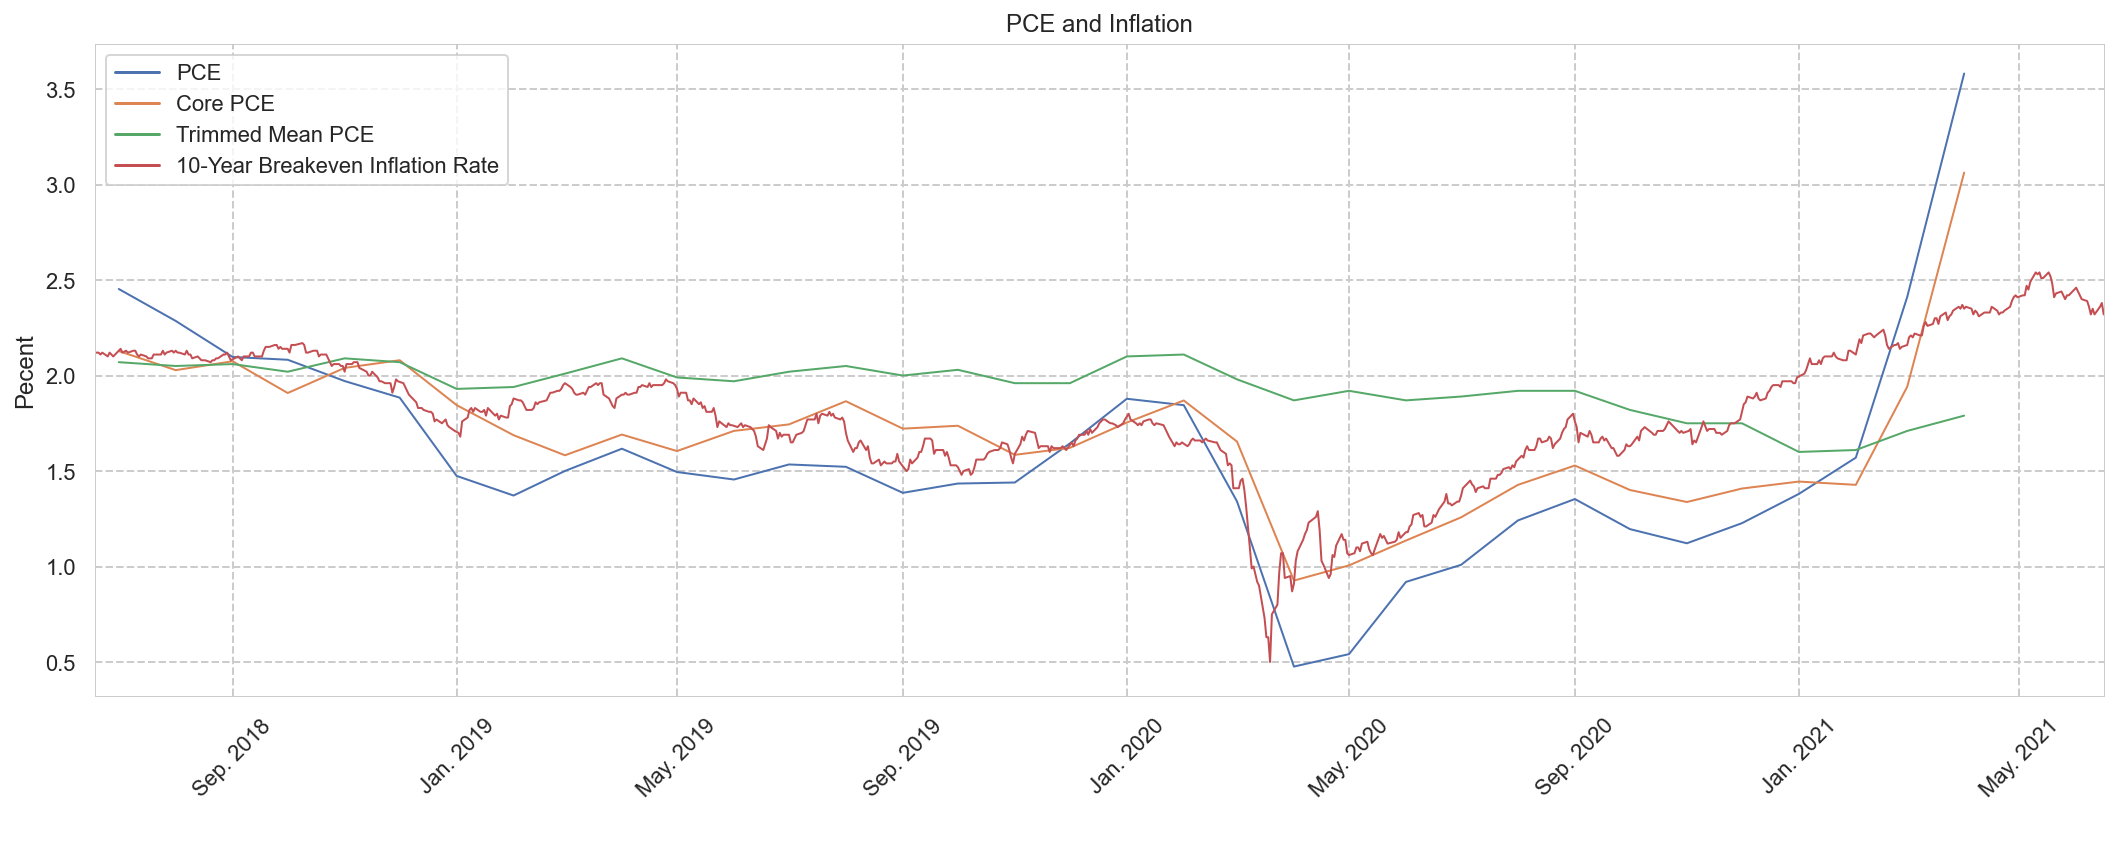 PCE and Inflation
PCE
Core PCE
Trimmed Mean PCE
10-Year Breakeven Inflation Rate
Pecent
3.5
3.0
2.5
2.0
1.5
1.0
0.5
Sep. 2018
Jan. 2019
May. 2019
Sep. 2019
Jan. 2020
May. 2020
Sep. 2020
Jan. 2021
May. 2021